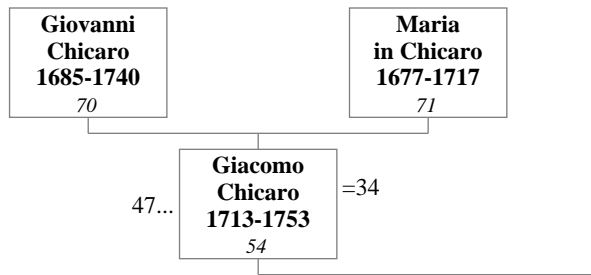 Giovanni
Chicaro
1685-1740
70
Maria
in Chicaro
1677-1717
71
47...
Giacomo
Chicaro
1713-1753
54
=34